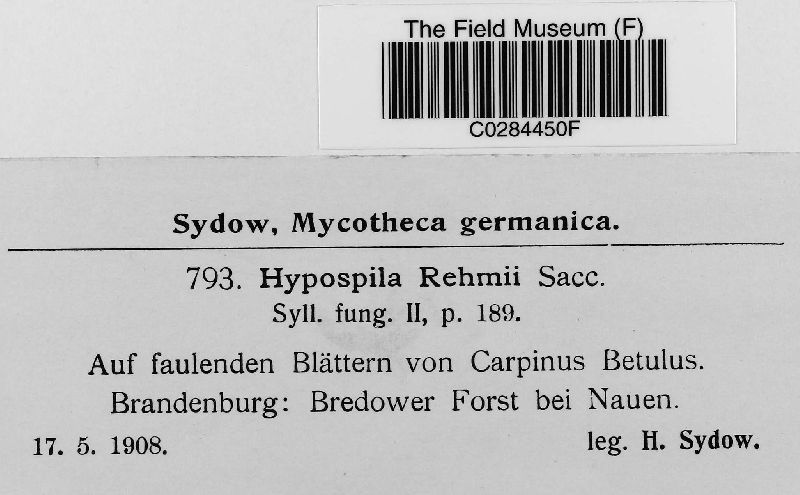 The Field Museum (F)
C0284450F
Sydow, Mycotheca germanica.
793. Hypospila Rehmii Sacc.
Syll. fung. II, p. 189.
Auf faulenden Blättern von Carpinus Betulus.
Brandenburg: Bredower Forst bei Nauen.
17. 5. 1908. leg. H. Sydow.